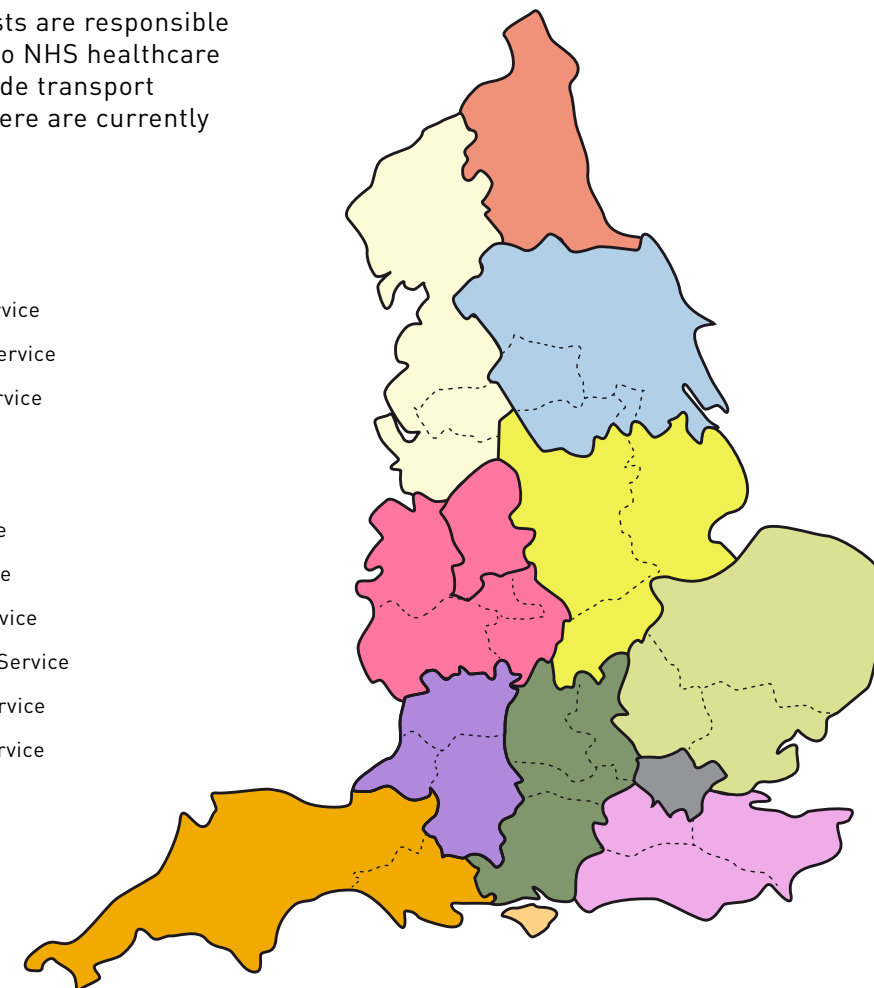 sts are responsible
o NHS healthcare
de transport
ere are currently
rvice
ervice
rvice
e
e
vice
Service
rvice
rvice